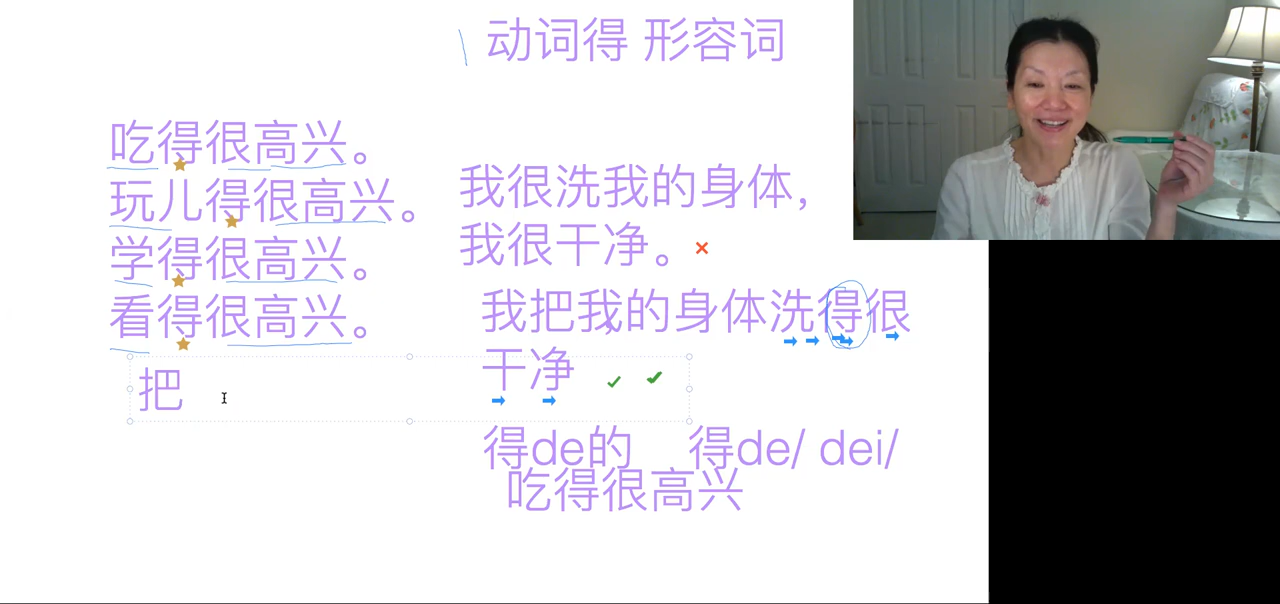 动词得 形容词
吃得很高兴。
玩儿得很高兴。
学得很高兴。
看得很高兴。
把
我很洗我的身体，
我很干净。
我把我的身体洗得很
干净
得de的 得de/ dei/
吃得很高兴